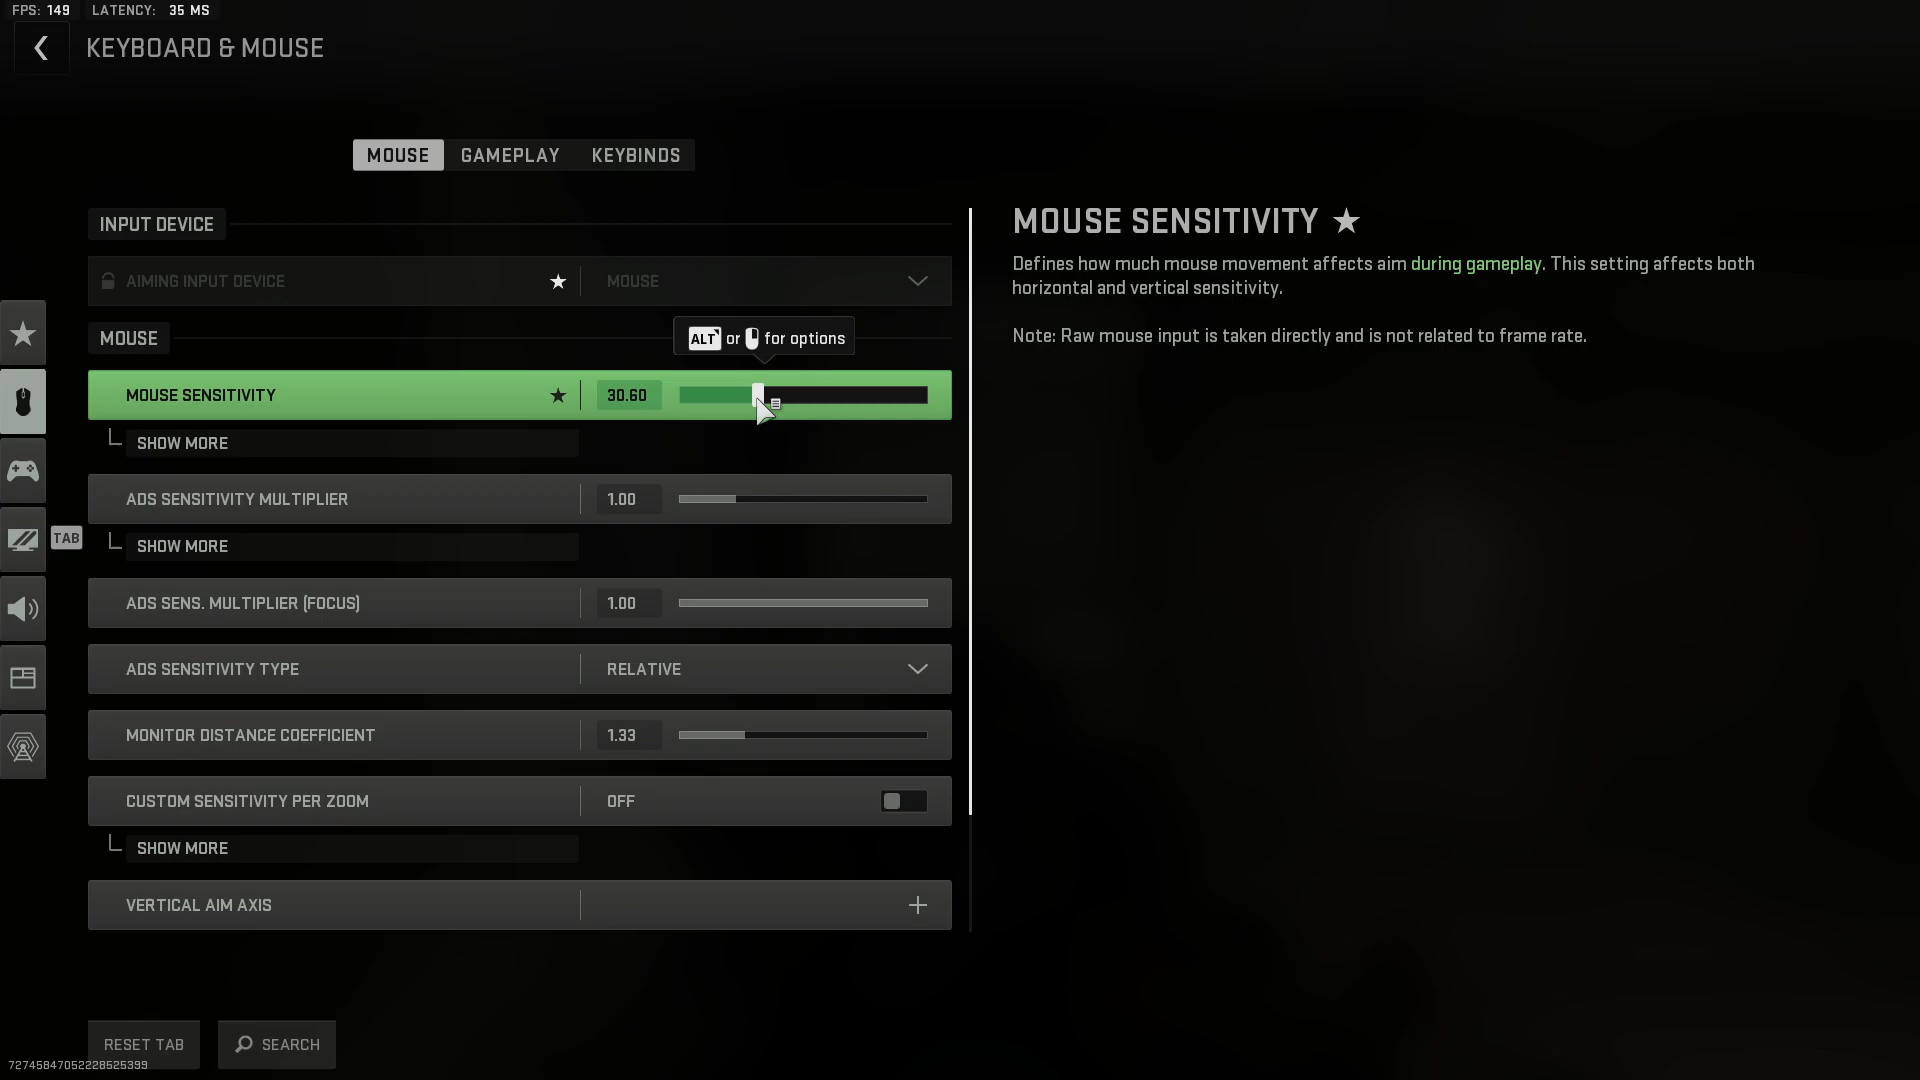 FPS: 149 LATENCY: 35 MS
KEYBOARD & MOUSE
MOUSE GAMEPLAY KEYBINDS
INPUT DEVICE
AIMING INPUT DEVICE MOUSE
MOUSE
ALT or for options
MOUSE SENSITIVITY 30.60
SHOW MORE
ADS SENSITIVITY MULTIPLIER 1.00
TAB
SHOW MORE
ADS SENS. MULTIPLIER (FOCUS) 1.00
ADS SENSITIVITY TYPE RELATIVE
MONITOR DISTANCE COEFFICIENT 1.33
CUSTOM SENSITIVITY PER ZOOM OFF
SHOW MORE
VERTICAL AIM AXIS
MOUSE SENSITIVITY
Defines how much mouse movement affects aim during gameplay. This setting affects both
horizontal and vertical sensitivity.
Note: Raw mouse input is taken directly and is not related to frame rate.
RESET TAB SEARCH
72745847052228525399